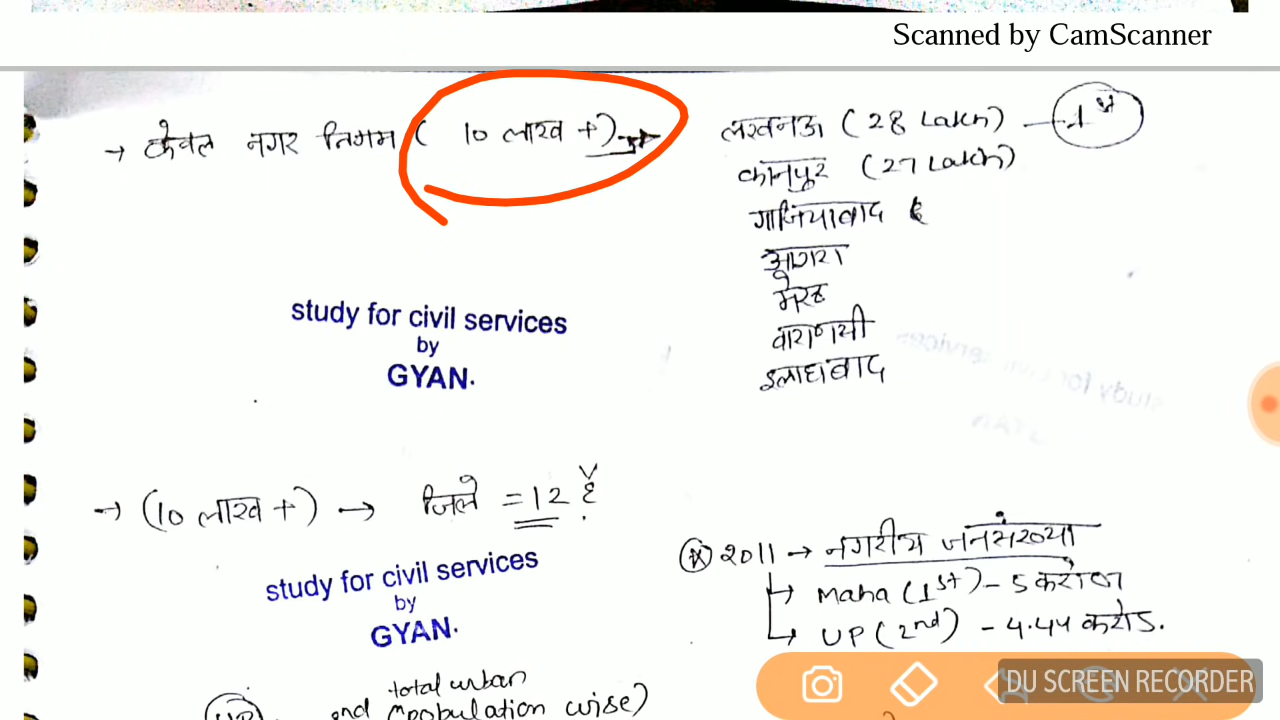 Scanned by CamScanner
→ केवल नगर निगम ( 10 लाख +) →
लखनऊ ( 28 Lakh) — 1st
कानपुर (27 Lakh)
गाजियाबाद
आगरा
मेरठ
वाराणसी
इलाहाबाद
study for civil services
by
GYAN.
→ (10 लाख +) → जिले = 12 है
2011 → नगरीय जनसंख्या
→ Maha (1st) - 5 करोड़
→ UP (2nd) - 4.44 करोड.
study for civil services
by
GYAN.
total urban
population wise)
DU SCREEN RECORDER